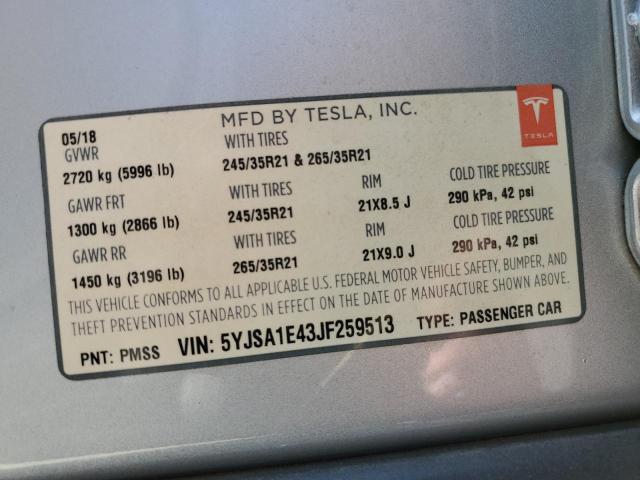 MFD BY TESLA, INC.
TESLA
05/18
GVWR WITH TIRES
2720 kg (5996 lb) 245/35R21 & 265/35R21
GAWR FRT WITH TIRES RIM COLD TIRE PRESSURE
1300 kg (2866 lb) 245/35R21 21X8.5 J 290 kPa, 42 psi
GAWR RR WITH TIRES RIM COLD TIRE PRESSURE
1450 kg (3196 lb) 265/35R21 21X9.0 J 290 kPa, 42 psi
THIS VEHICLE CONFORMS TO ALL APPLICABLE U.S. FEDERAL MOTOR VEHICLE SAFETY, BUMPER, AND
THEFT PREVENTION STANDARDS IN EFFECT ON THE DATE OF MANUFACTURE SHOWN ABOVE.
PNT: PMSS VIN: 5YJSA1E43JF259513 TYPE: PASSENGER CAR